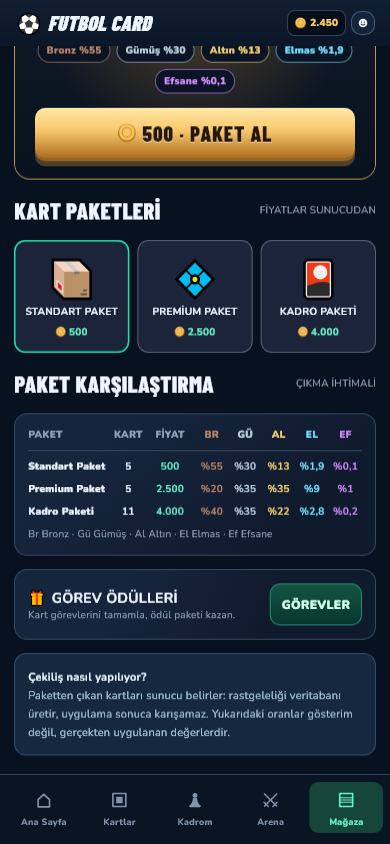 FUTBOL CARD
2.450
Bronz %55
Gümüş %30
Altın %13
Elmas %1,9
Efsane %0,1
500 · PAKET AL
KART PAKETLERİ
FİYATLAR SUNUCUDAN
STANDART PAKET
500
PREMİUM PAKET
2.500
KADRO PAKETİ
4.000
PAKET KARŞILAŞTIRMA
ÇIKMA İHTİMALİ
PAKET KART FİYAT BR GÜ AL EL EF
Standart Paket 5 500 %55 %30 %13 %1,9 %0,1
Premium Paket 5 2.500 %20 %35 %35 %9 %1
Kadro Paketi 11 4.000 %40 %35 %22 %2,8 %0,2
Br Bronz · Gü Gümüş · Al Altın · El Elmas · Ef Efsane
GÖREV ÖDÜLLERİ
Kart görevlerini tamamla, ödül paketi kazan.
GÖREVLER
Çekiliş nasıl yapılıyor?
Paketten çıkan kartları sunucu belirler: rastgeleliği veritabanı
üretir, uygulama sonuca karışamaz. Yukarıdaki oranlar gösterim
değil, gerçekten uygulanan değerlerdir.
Ana Sayfa
Kartlar
Kadrom
Arena
Mağaza